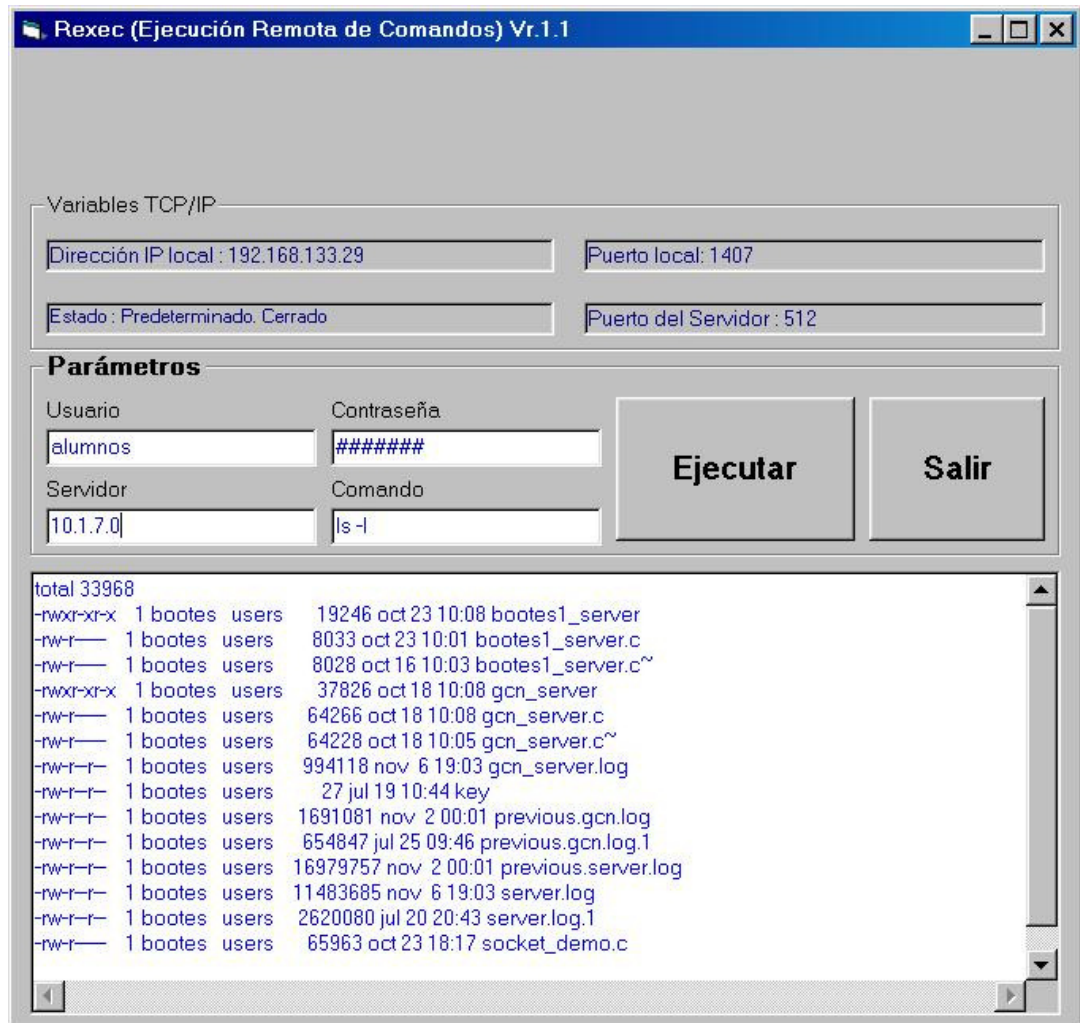 Rexec (Ejecución Remota de Comandos) Vr.1.1
Variables TCP/IP
Dirección IP local : 192.168.133.29
Puerto local: 1407
Estado : Predeterminado. Cerrado
Puerto del Servidor : 512
Parámetros
Usuario
Contraseña
alumnos
#######
Servidor
Comando
10.1.7.0
ls -l
Ejecutar
Salir
total 33968
-rwxr-xr-x 1 bootes users 19246 oct 23 10:08 bootes1_server
-rw-r----- 1 bootes users 8033 oct 23 10:01 bootes1_server.c
-rw-r----- 1 bootes users 8028 oct 16 10:03 bootes1_server.c~
-rwxr-xr-x 1 bootes users 37826 oct 18 10:08 gcn_server
-rw-r----- 1 bootes users 64266 oct 18 10:08 gcn_server.c
-rw-r----- 1 bootes users 64228 oct 18 10:05 gcn_server.c~
-rw-r--r-- 1 bootes users 994118 nov 6 19:03 gcn_server.log
-rw-r--r-- 1 bootes users 27 jul 19 10:44 key
-rw-r--r-- 1 bootes users 1691081 nov 2 00:01 previous.gcn.log
-rw-r--r-- 1 bootes users 654847 jul 25 09:46 previous.gcn.log.1
-rw-r--r-- 1 bootes users 16979757 nov 2 00:01 previous.server.log
-rw-r--r-- 1 bootes users 11483685 nov 6 19:03 server.log
-rw-r--r-- 1 bootes users 2620080 jul 20 20:43 server.log.1
-rw-r----- 1 bootes users 65963 oct 23 18:17 socket_demo.c